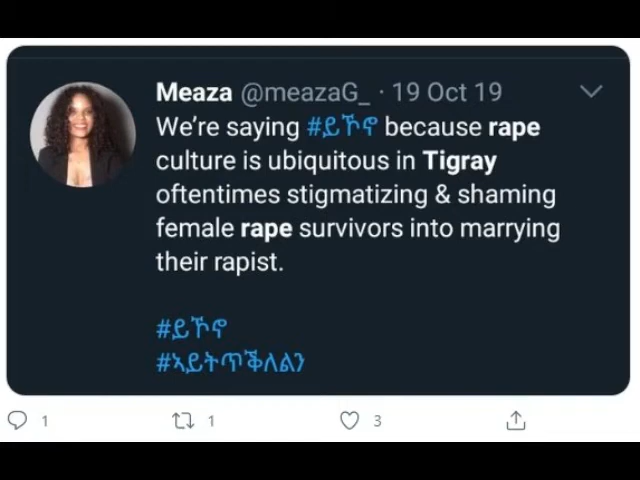 Meaza @meazaG_ · 19 Oct 19
We're saying #ይኾኖ because rape
culture is ubiquitous in Tigray
oftentimes stigmatizing & shaming
female rape survivors into marrying
their rapist.
#ይኾኖ
#ኣይትጥቕለልን
1 1 3